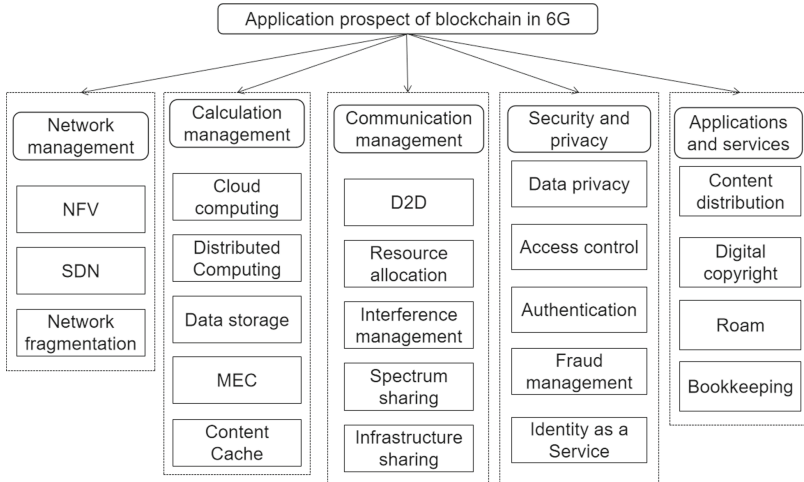 Application prospect of blockchain in 6G
Network
management
NFV
SDN
Network
fragmentation
Calculation
management
Cloud
computing
Distributed
Computing
Data storage
MEC
Content
Cache
Communication
management
D2D
Resource
allocation
Interference
management
Spectrum
sharing
Infrastructure
sharing
Security and
privacy
Data privacy
Access control
Authentication
Fraud
management
Identity as a
Service
Applications
and services
Content
distribution
Digital
copyright
Roam
Bookkeeping